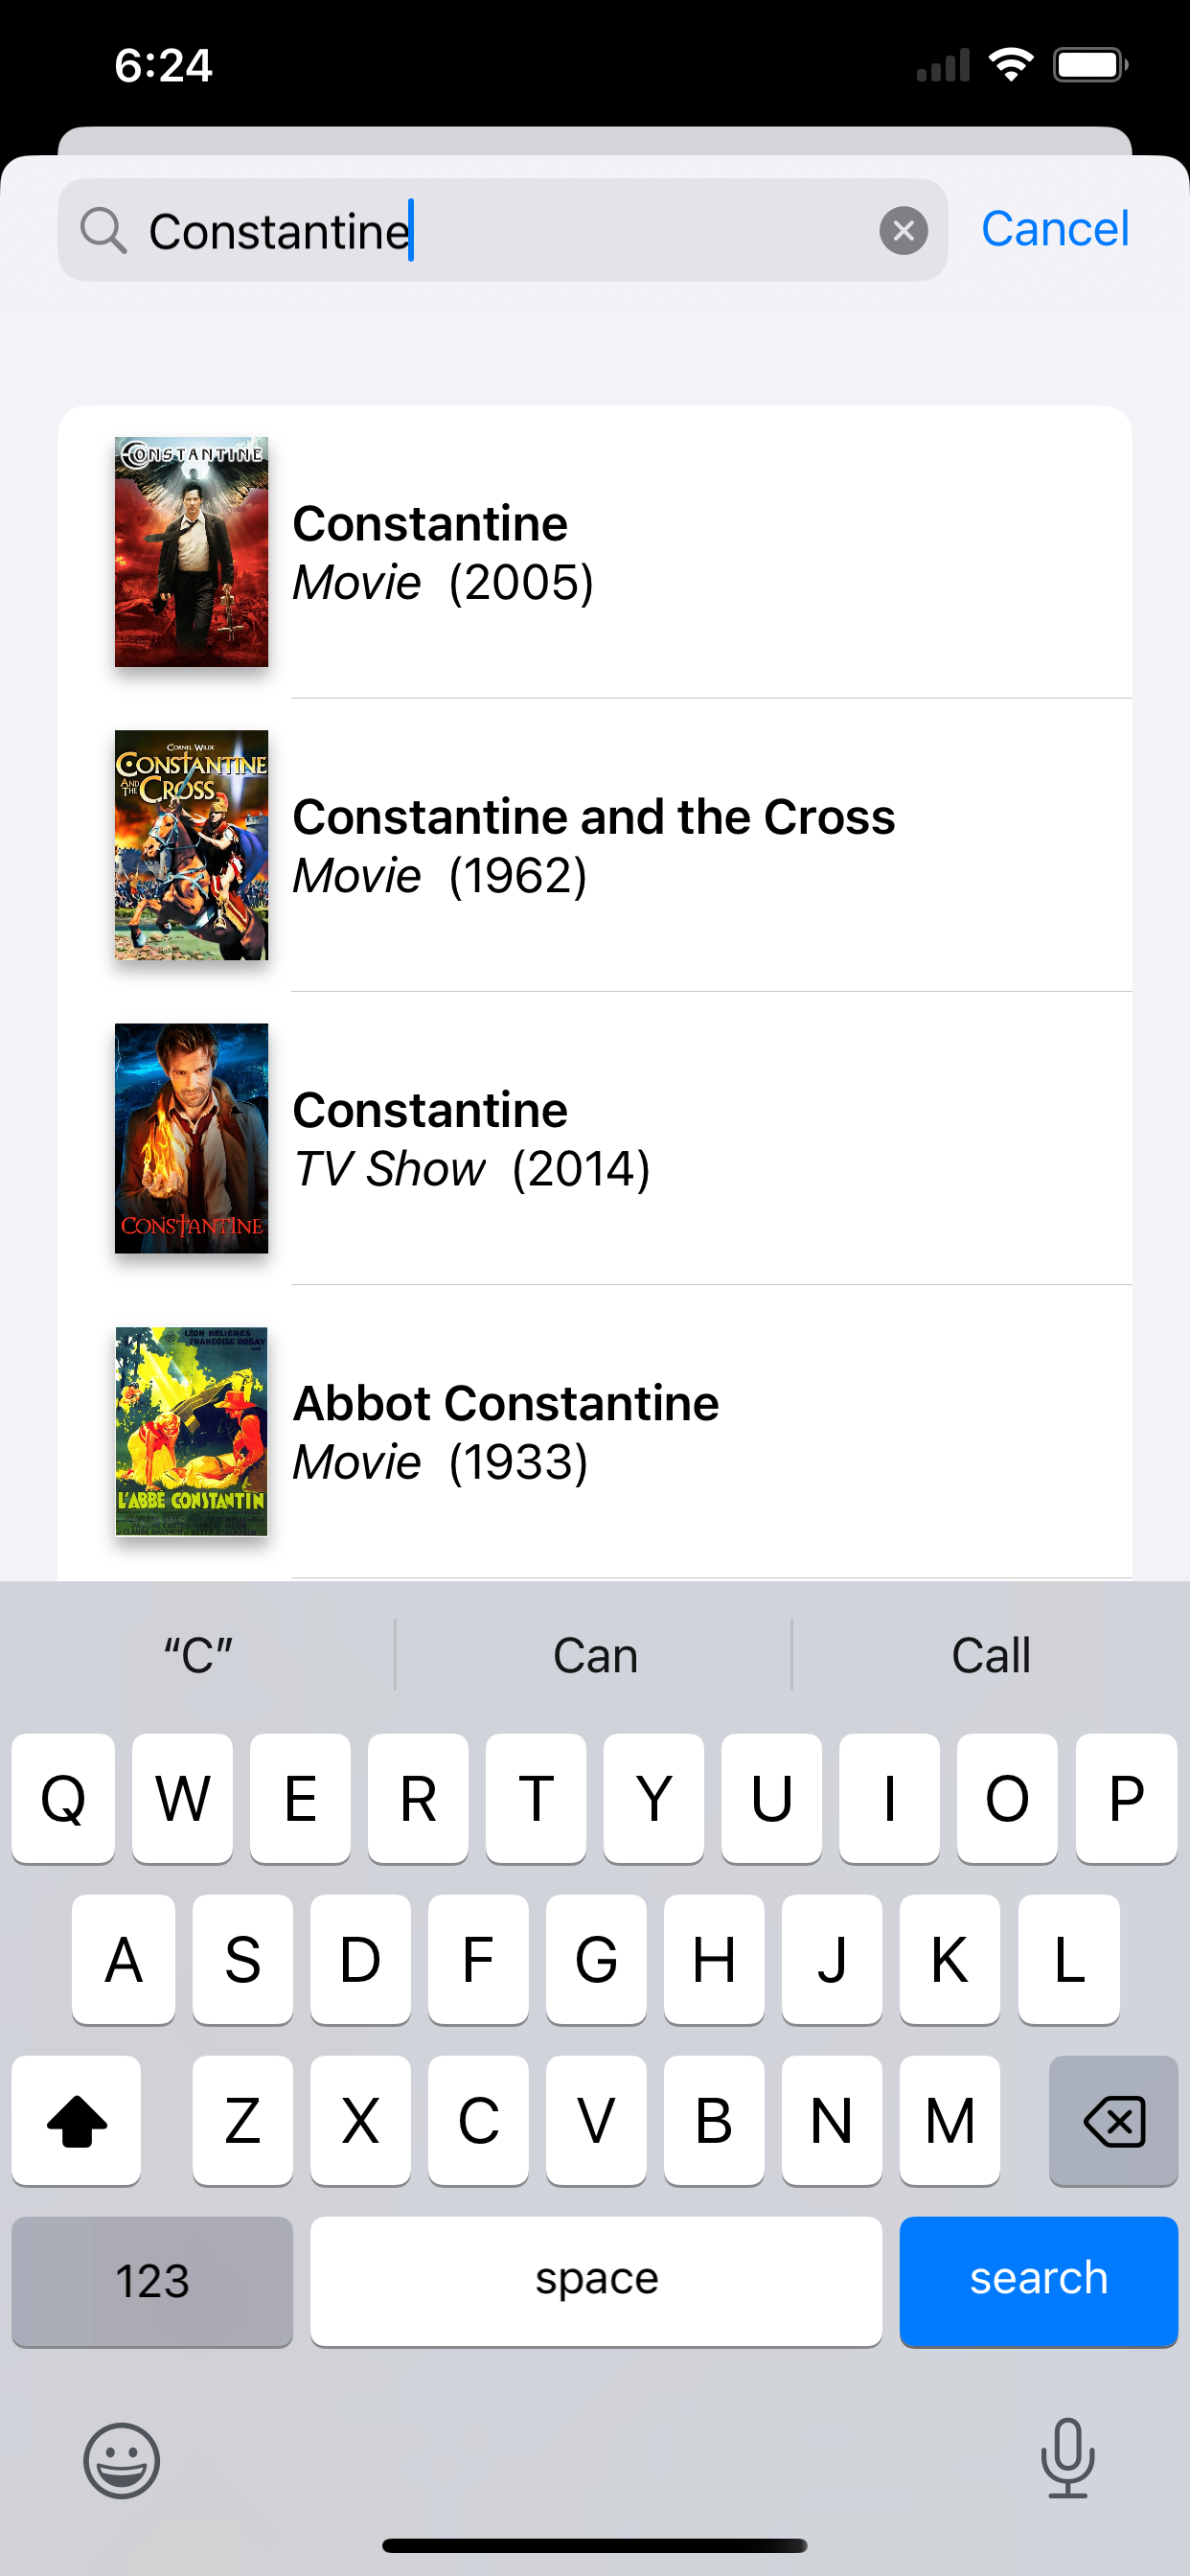 6:24
Constantine
Cancel
CONSTANTINE
Constantine
Movie (2005)
CORNEL WILDE
CONSTANTINE
AND THE CROSS
Constantine and the Cross
Movie (1962)
Constantine
TV Show (2014)
CONSTANTINE
LÉON BÉLIÈRES
FRANÇOISE ROSAY
Abbot Constantine
Movie (1933)
L'ABBÉ CONSTANTIN
“C”
Can
Call
Q W E R T Y U I O P
A S D F G H J K L
Z X C V B N M
123
space
search